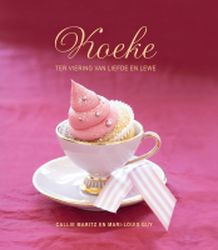 Koeke
TER VIERING VAN LIEFDE EN LEWE
CALLIE MARITZ EN MARI-LOUIS GUY